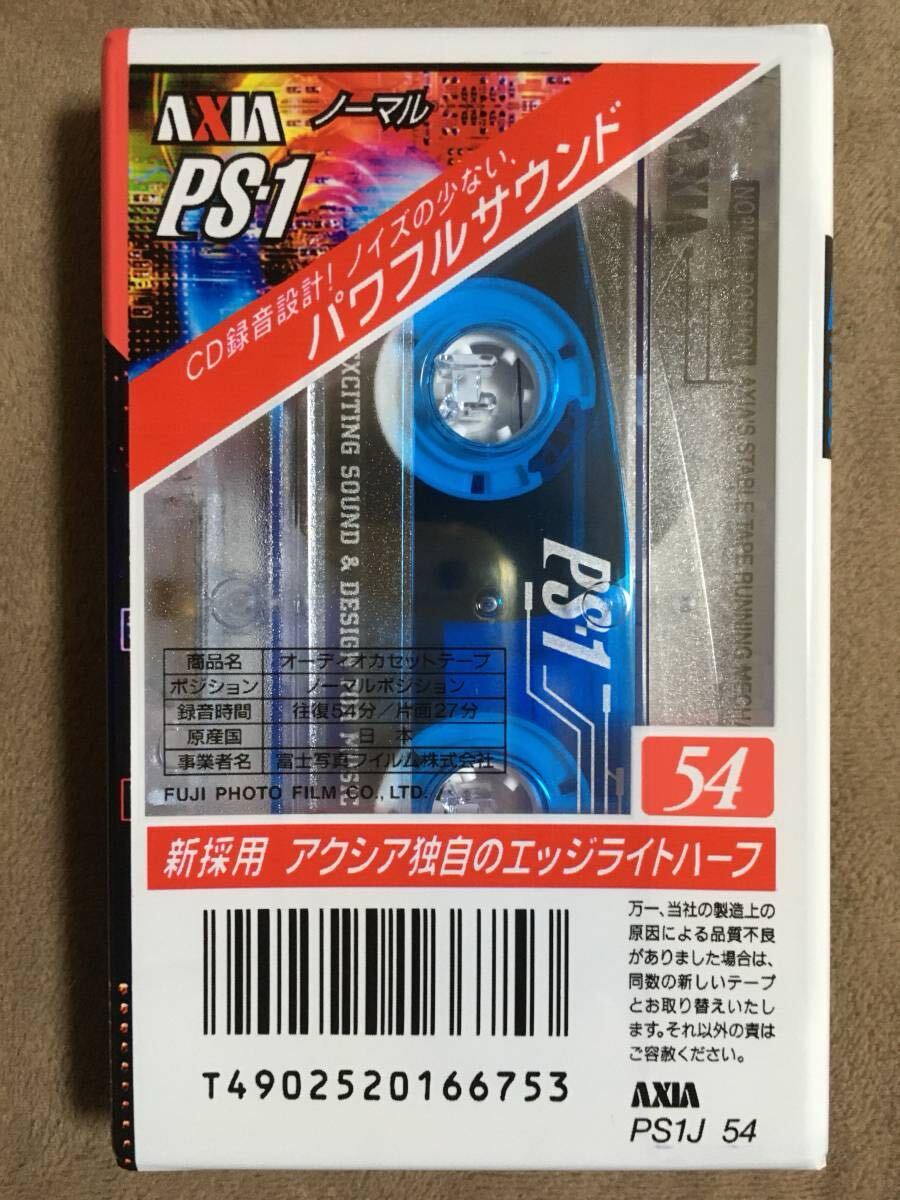 AXIA ノーマル
PS-1
CD録音設計！ノイズの少ない、
パワフルサウンド
AXIA
EXCITING SOUND & DESIGN
PS-1
商品名 オーディオカセットテープ
ポジション ノーマルポジション
録音時間 往復54分/片面27分
原産国 日本
事業者名 富士写真フイルム株式会社
FUJI PHOTO FILM CO., LTD.
54
新採用 アクシア独自のエッジライトハーフ
万一、当社の製造上の
原因による品質不良
がありました場合は、
同数の新しいテープ
とお取り替えいたし
ます。それ以外の責は
ご容赦ください。
T4902520166753
AXIA
PS1J 54